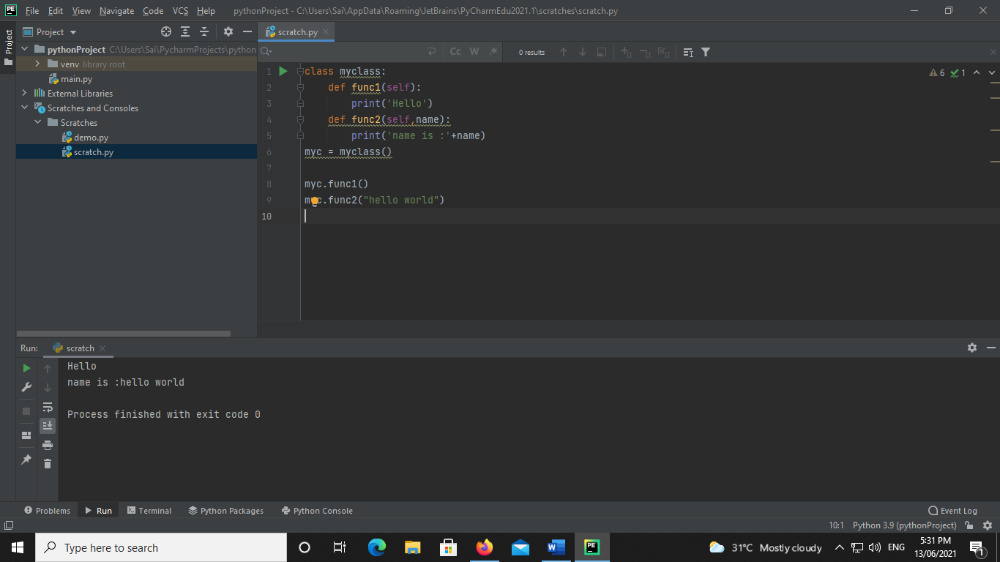 PE File Edit View Navigate Code VCS Help pythonProject - C:\Users\Sai\AppData\Roaming\JetBrains\PyCharmEdu2021.1\scratches\scratch.py
Project
Project
scratch.py
pythonProject C:\Users\Sai\PycharmProjects\python
venv library root
main.py
External Libraries
Scratches and Consoles
Scratches
demo.py
scratch.py
Cc W .* 0 results
6 1
1 class myclass:
2 def func1(self):
3 print('Hello')
4 def func2(self,name):
5 print('name is :'+name)
6 myc = myclass()
7
8 myc.func1()
9 myc.func2("hello world")
10
Run: scratch
Hello
name is :hello world
Process finished with exit code 0
Problems Run Terminal Python Packages Python Console Event Log
10:1 Python 3.9 (pythonProject)
Type here to search
31°C Mostly cloudy ENG 5:31 PM
13/06/2021
1